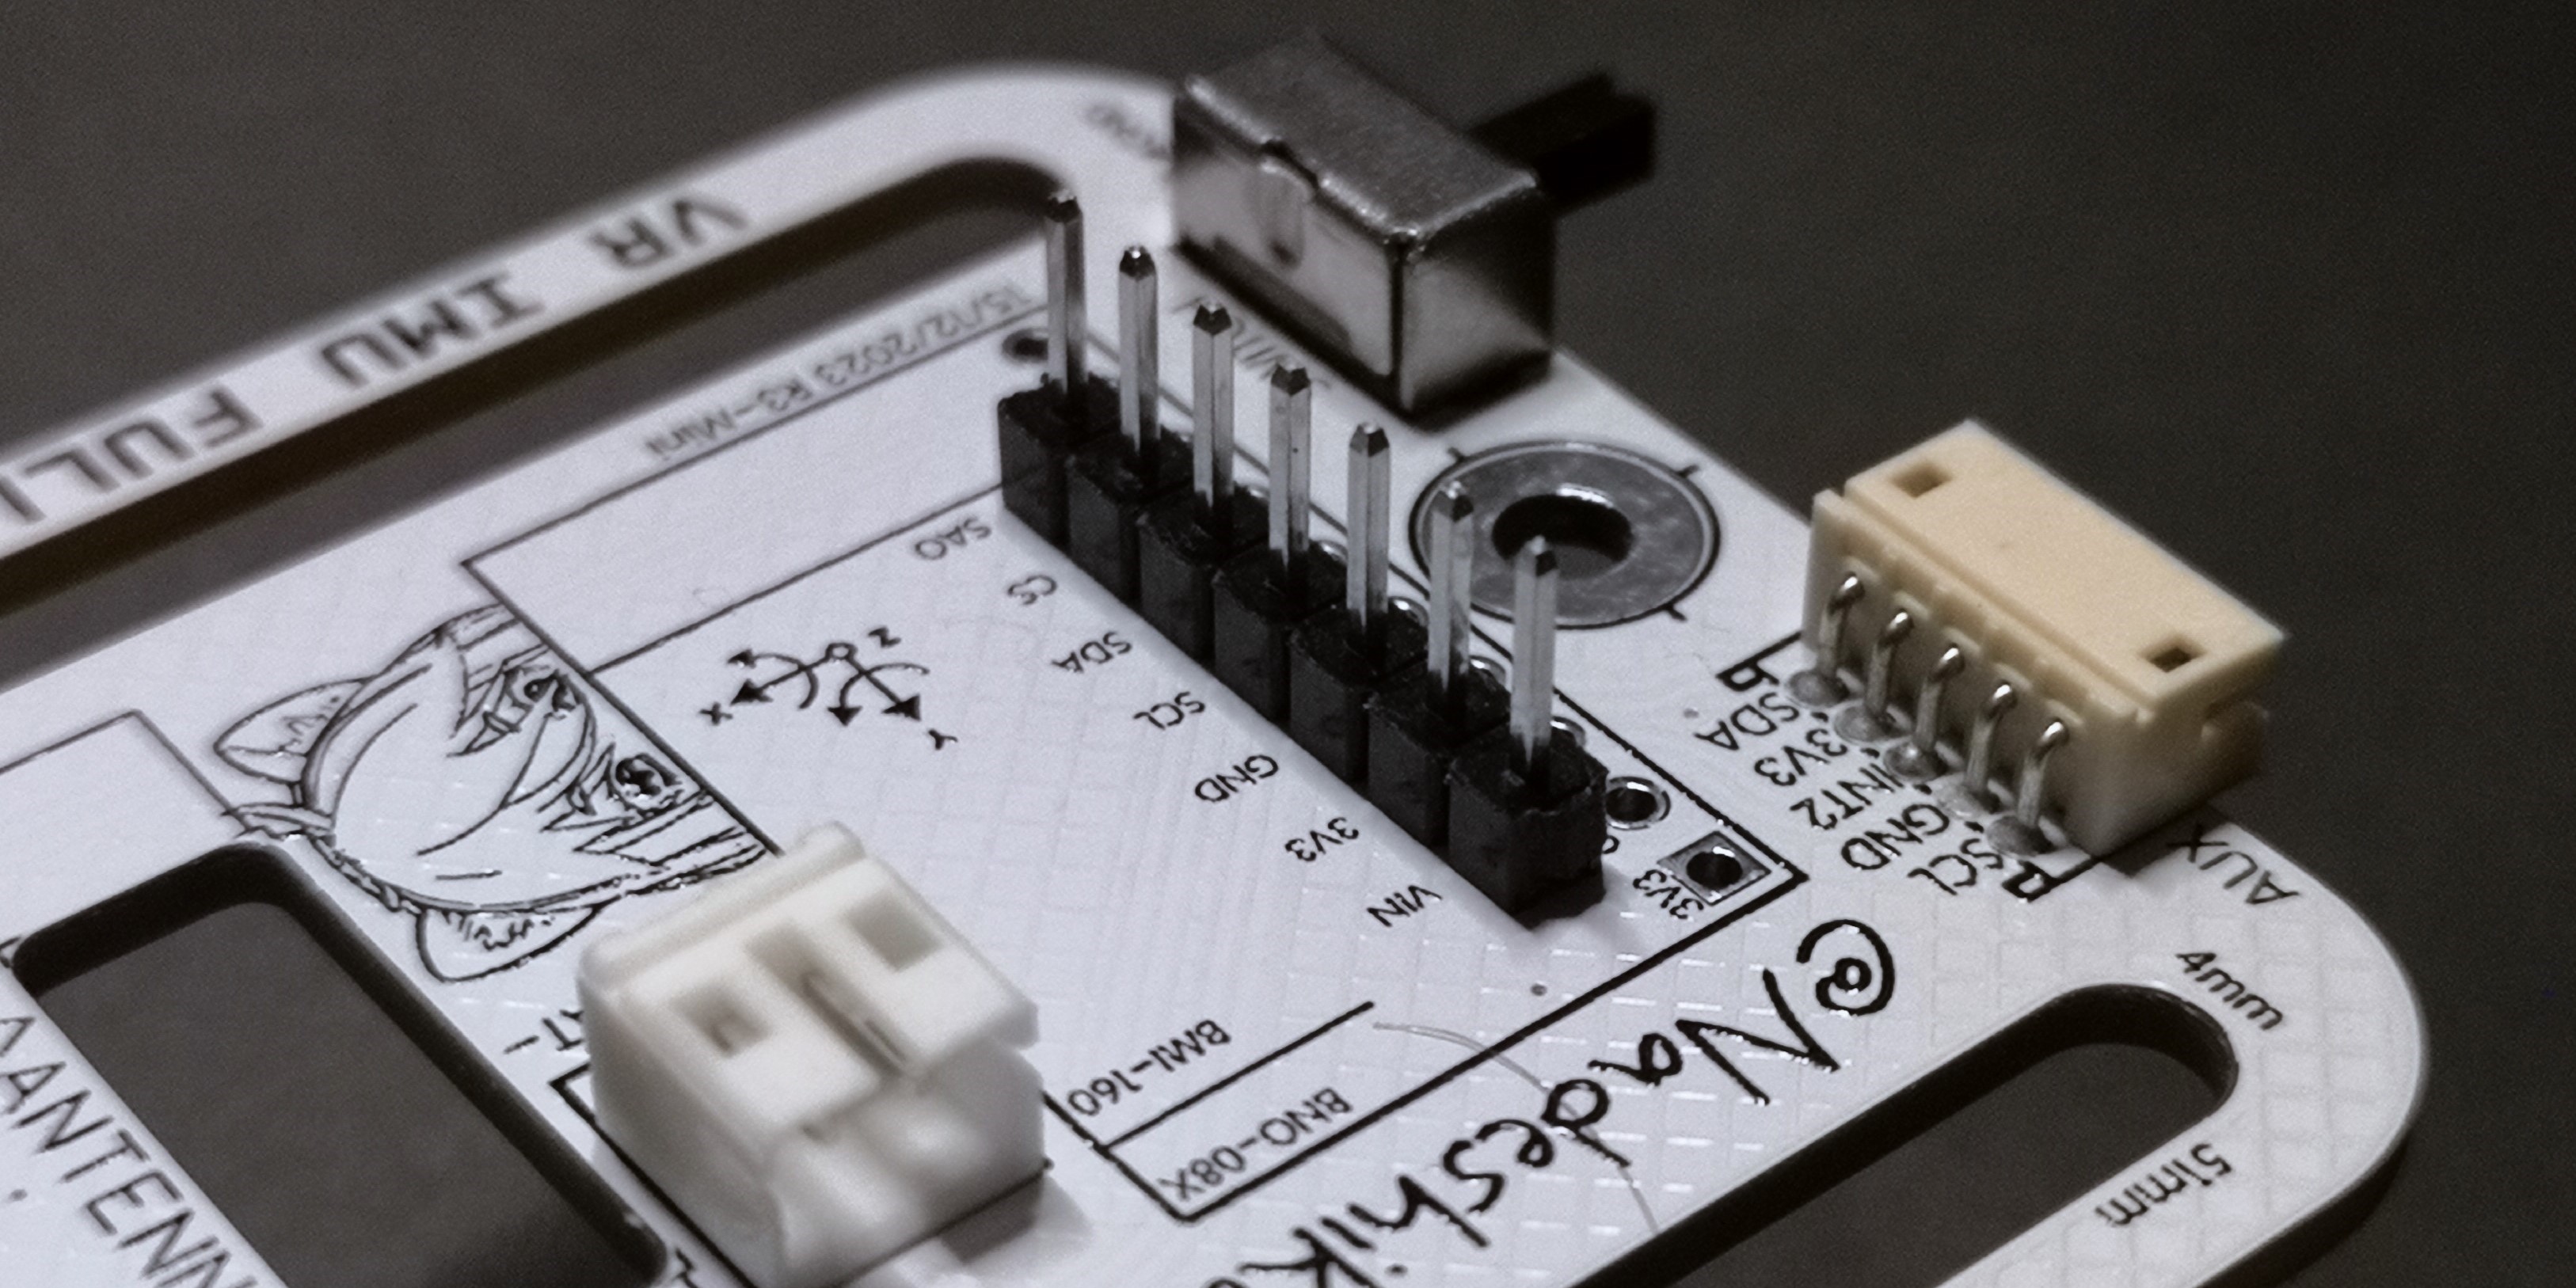 VR IMU FULL
15/12/2023 R3-Mini
SWITCH
SAO
CS
SDA
SCL
GND
3V3
VIN
X
Y
Z
SDA
3V3
INT2
GND
SCL
AUX
3V3
@Nadeshik
4mm
51mm
BMI-160
BNO-08X
ANTENN